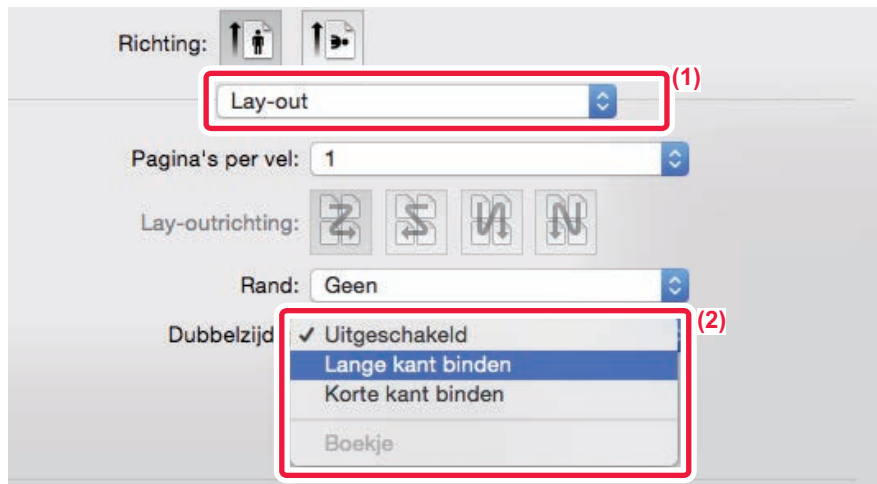 Richting:
(1)
Lay-out
Pagina's per vel: 1
Lay-outrichting:
Rand: Geen
(2)
Dubbelzijd ✓ Uitgeschakeld
Lange kant binden
Korte kant binden
Boekje